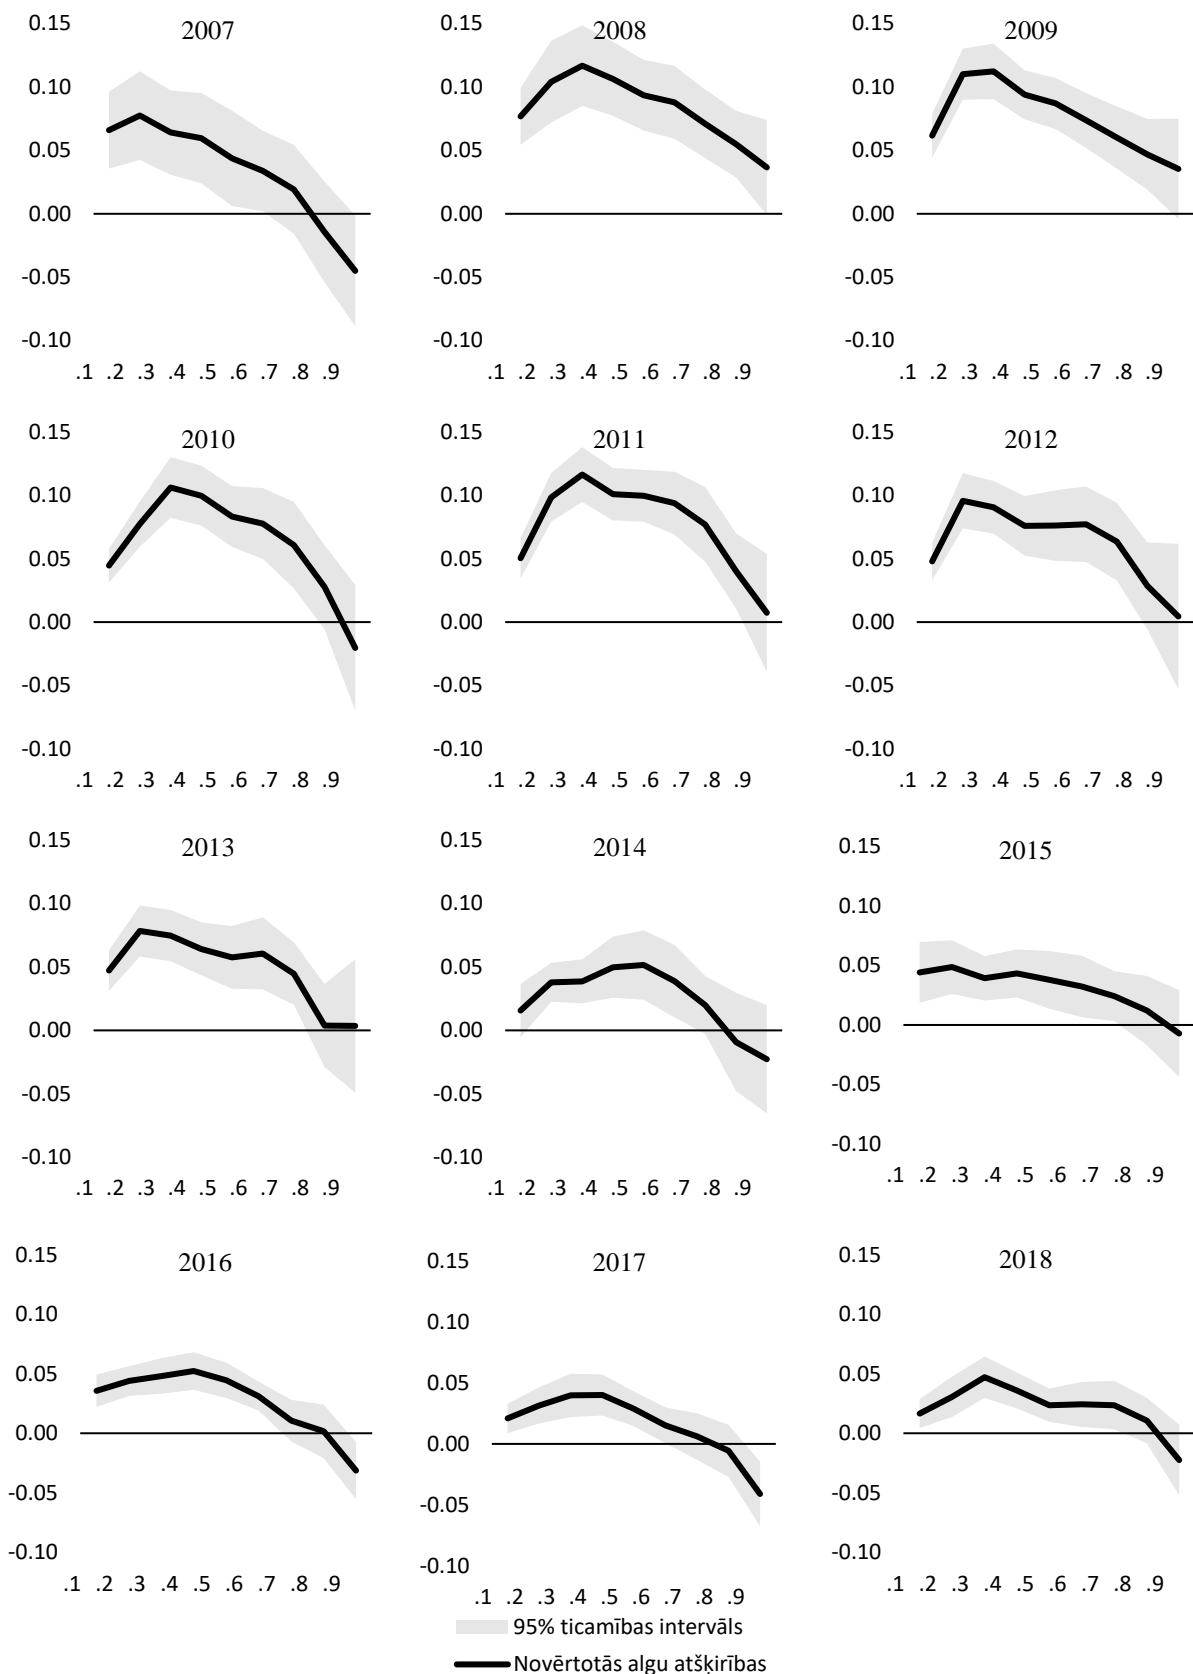 0.15 2007 0.15 2008 0.15 2009
0.10 0.10 0.10
0.05 0.05 0.05
0.00 0.00 0.00
-0.05 -0.05 -0.05
-0.10 -0.10 -0.10
.1 .2 .3 .4 .5 .6 .7 .8 .9 .1 .2 .3 .4 .5 .6 .7 .8 .9 .1 .2 .3 .4 .5 .6 .7 .8 .9
0.15 2010 0.15 2011 0.15 2012
0.10 0.10 0.10
0.05 0.05 0.05
0.00 0.00 0.00
-0.05 -0.05 -0.05
-0.10 -0.10 -0.10
.1 .2 .3 .4 .5 .6 .7 .8 .9 .1 .2 .3 .4 .5 .6 .7 .8 .9 .1 .2 .3 .4 .5 .6 .7 .8 .9
0.15 2013 0.15 2014 0.15 2015
0.10 0.10 0.10
0.05 0.05 0.05
0.00 0.00 0.00
-0.05 -0.05 -0.05
-0.10 -0.10 -0.10
.1 .2 .3 .4 .5 .6 .7 .8 .9 .1 .2 .3 .4 .5 .6 .7 .8 .9 .1 .2 .3 .4 .5 .6 .7 .8 .9
0.15 2016 0.15 2017 0.15 2018
0.10 0.10 0.10
0.05 0.05 0.05
0.00 0.00 0.00
-0.05 -0.05 -0.05
-0.10 -0.10 -0.10
.1 .2 .3 .4 .5 .6 .7 .8 .9 .1 .2 .3 .4 .5 .6 .7 .8 .9 .1 .2 .3 .4 .5 .6 .7 .8 .9
95% ticamības intervāls
Novērtotās algu atšķirības